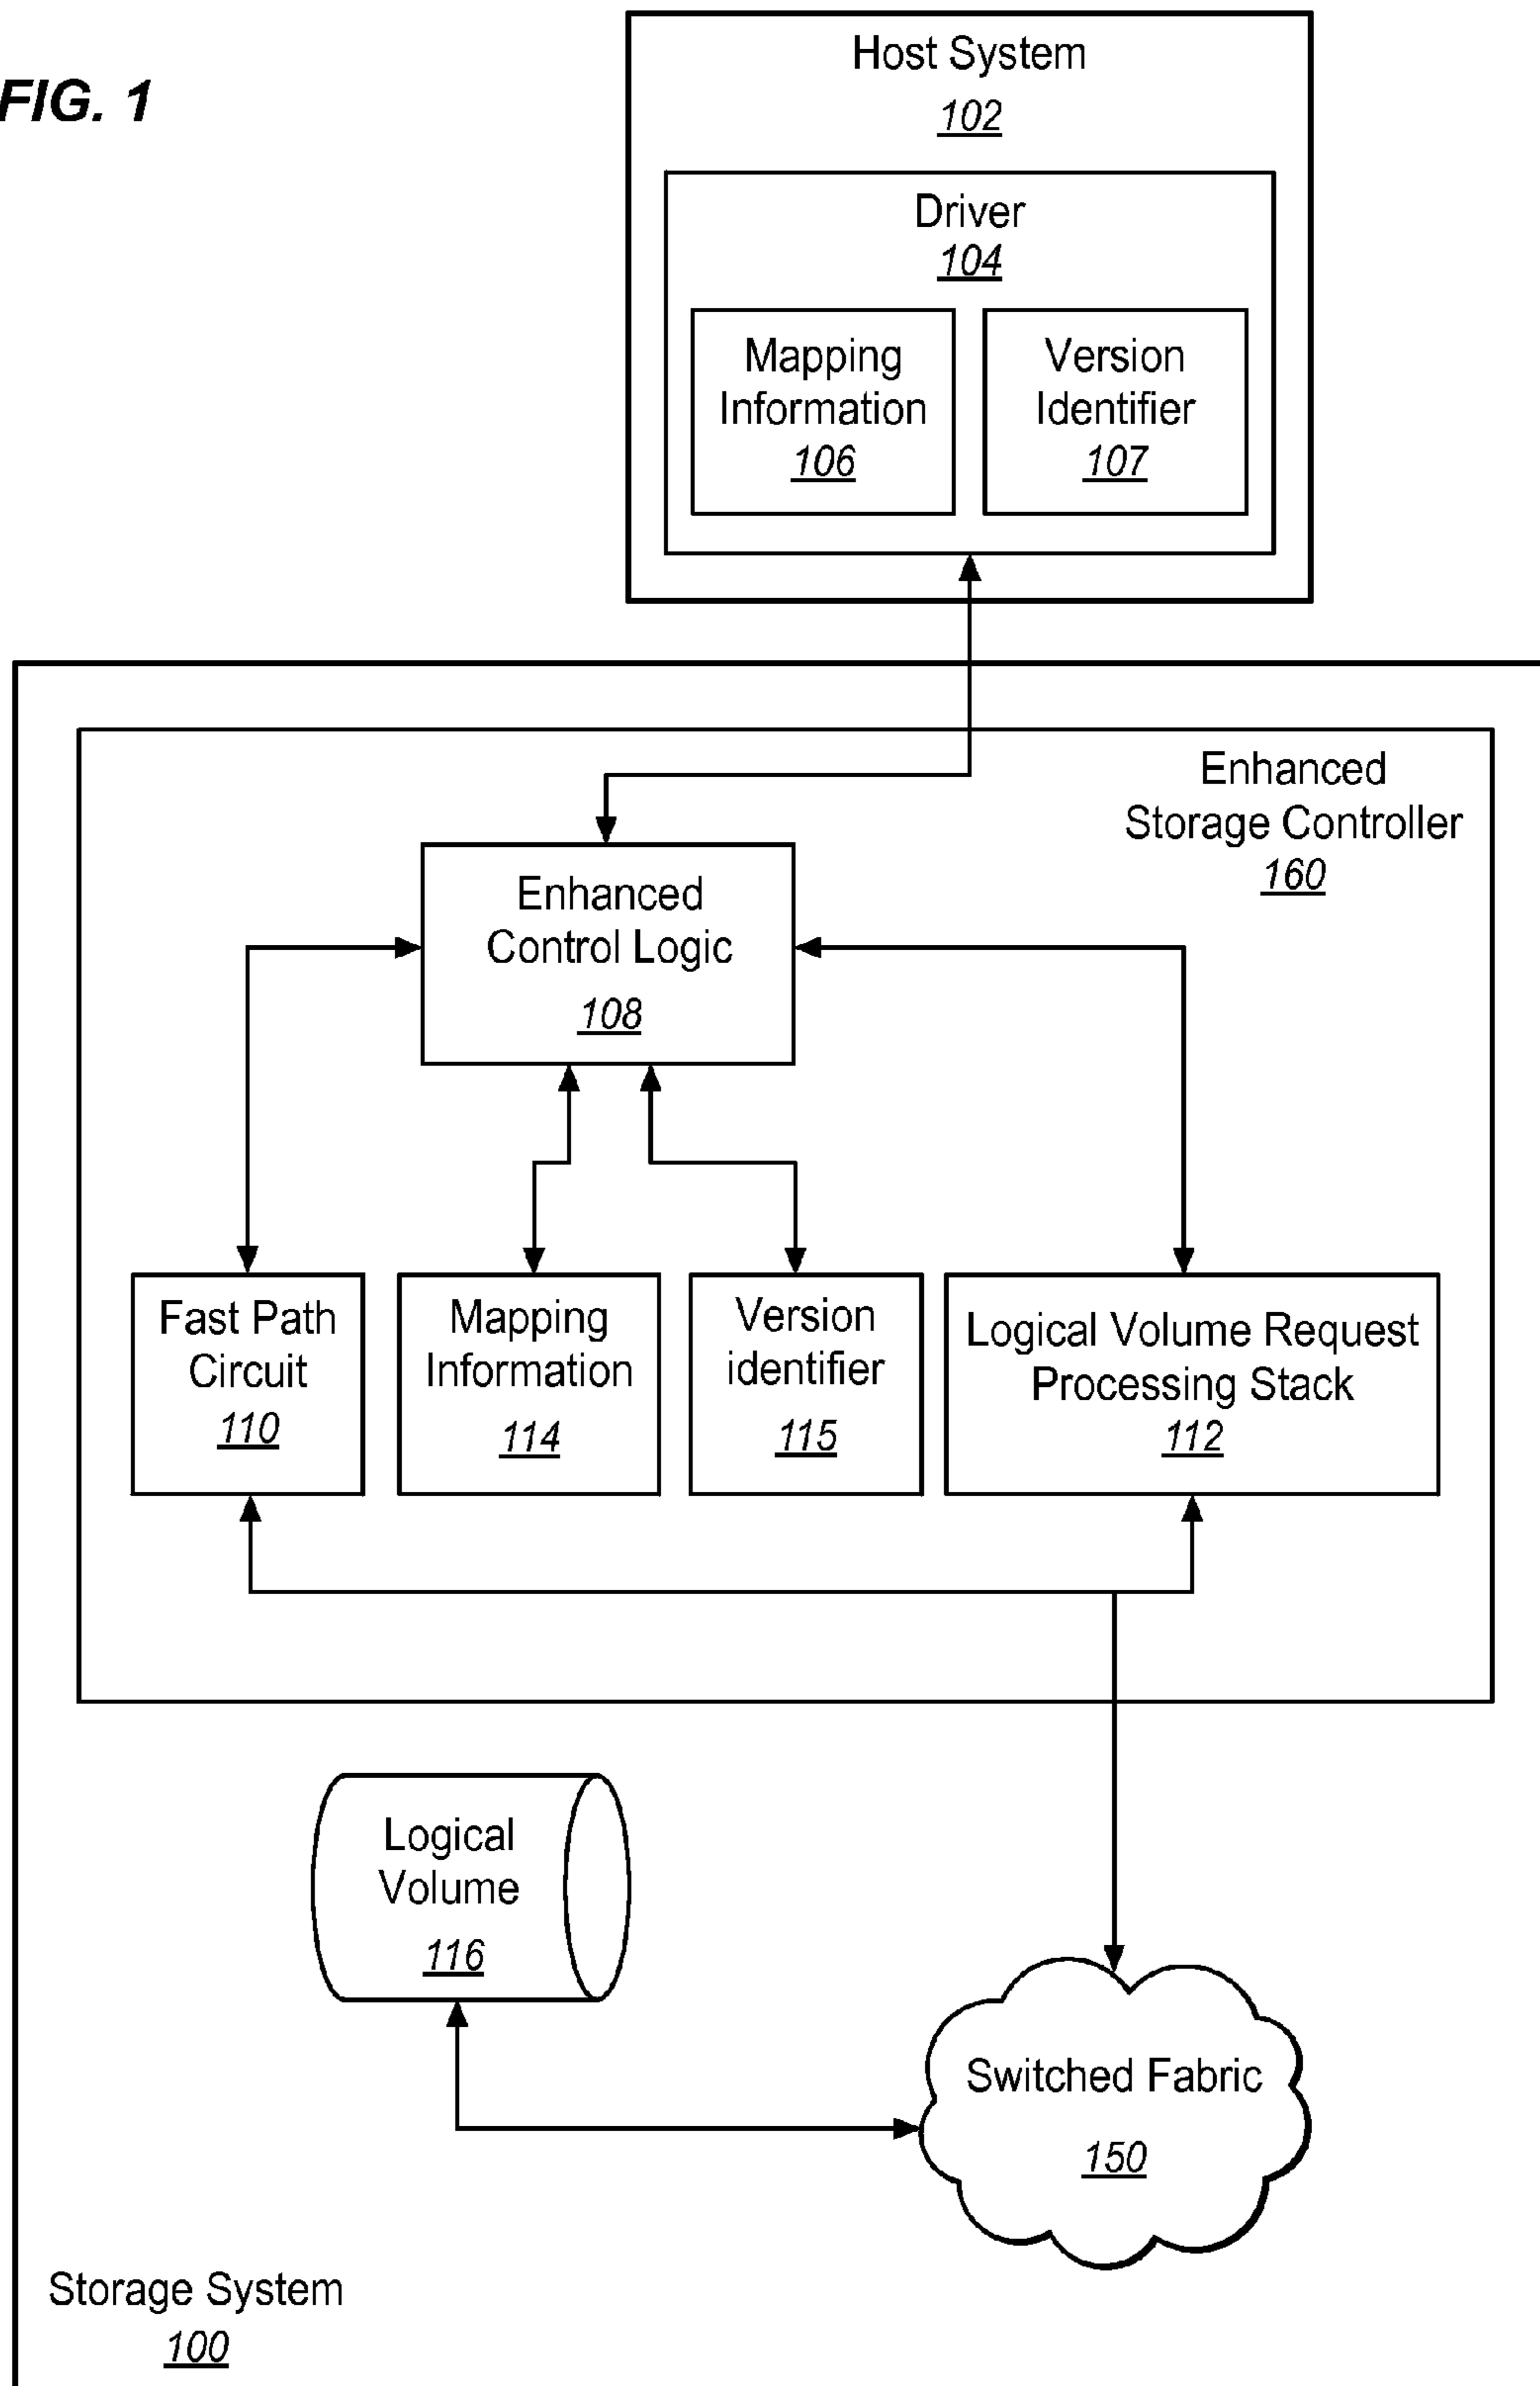 FIG. 1
Host System
102
Driver
104
Mapping
Information
106
Version
Identifier
107
Enhanced
Storage Controller
160
Enhanced
Control Logic
108
Fast Path
Circuit
110
Mapping
Information
114
Version
identifier
115
Logical Volume Request
Processing Stack
112
Logical
Volume
116
Switched Fabric
150
Storage System
100